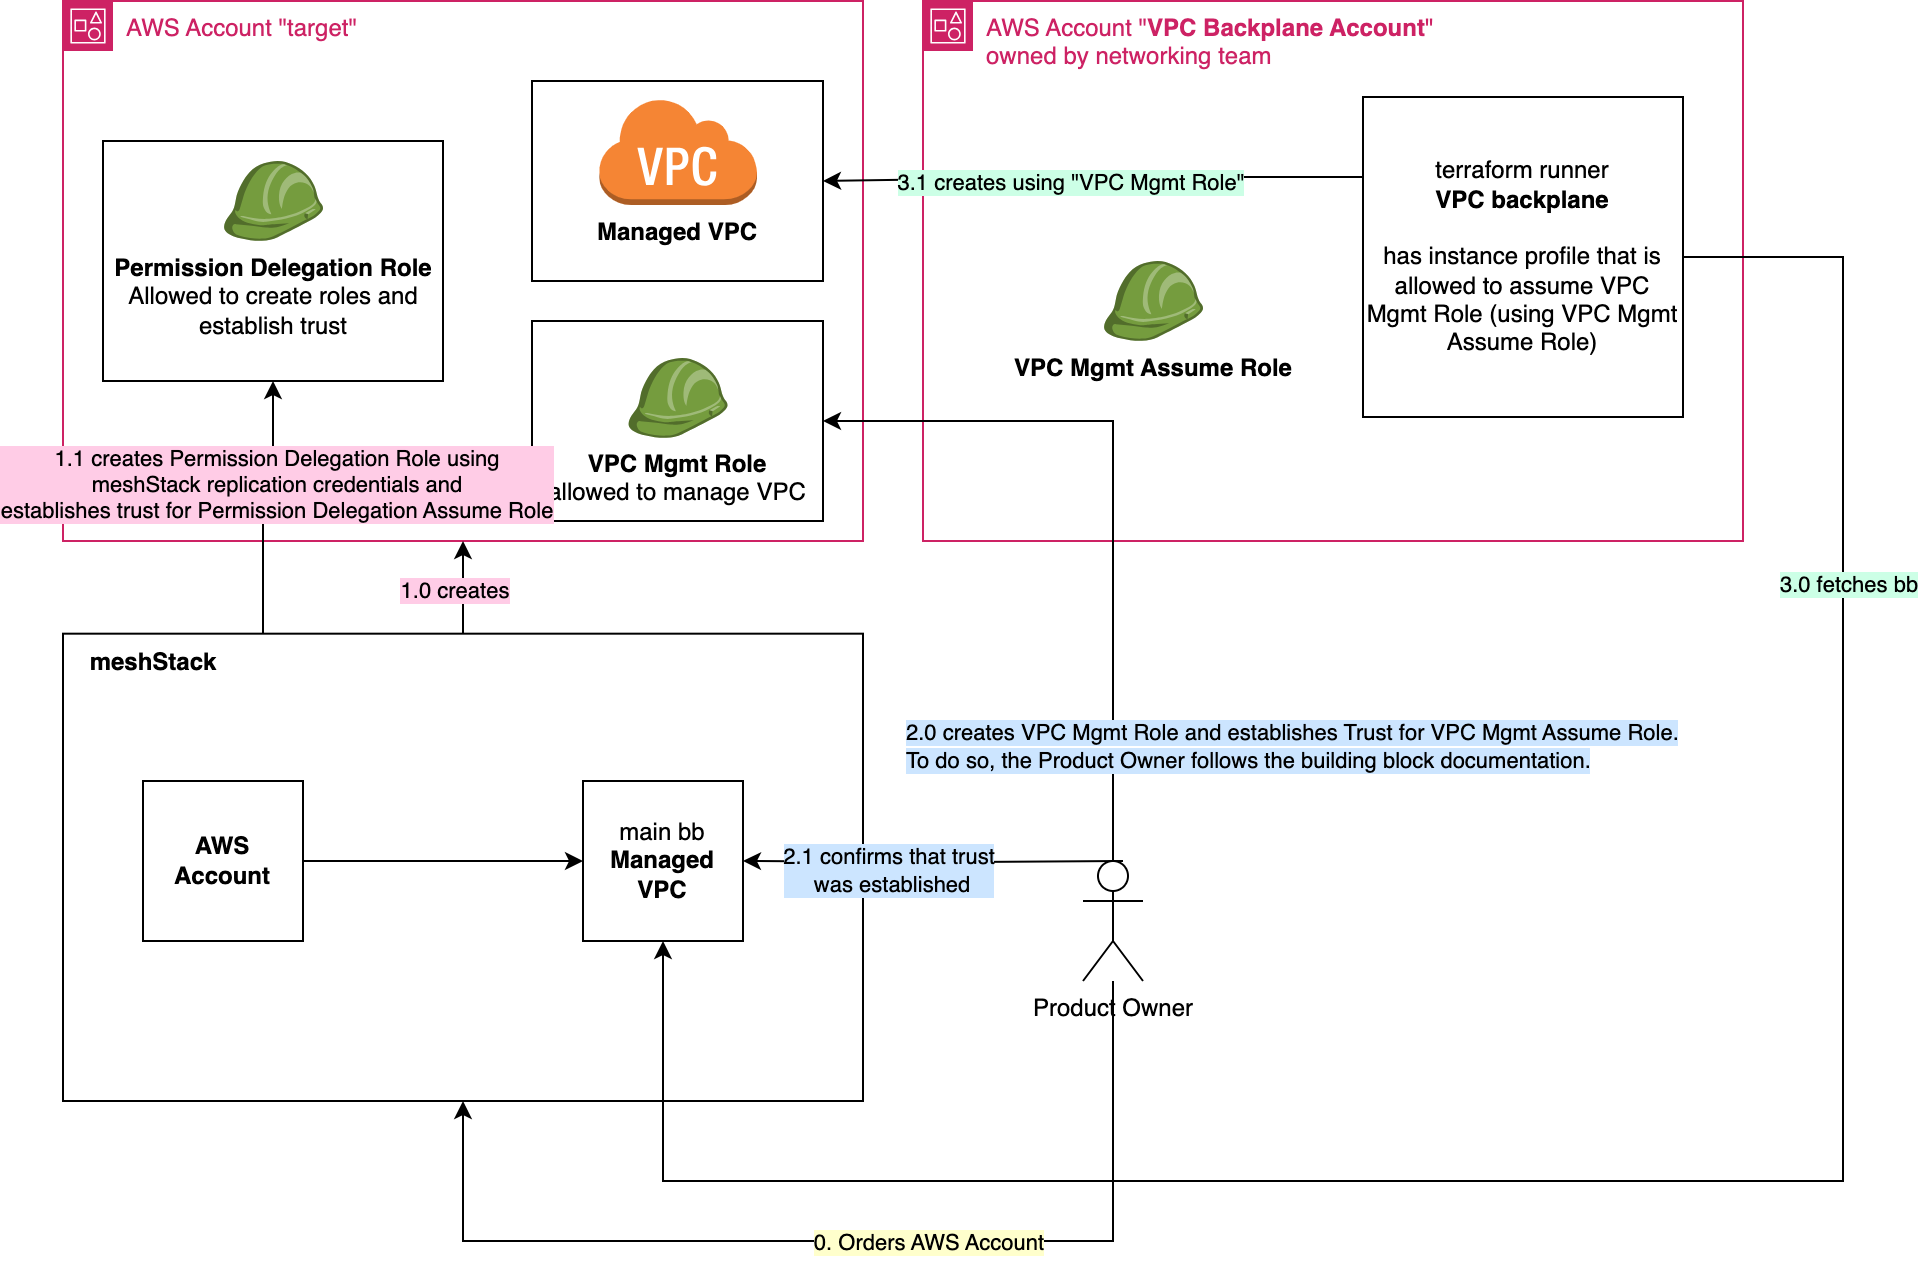 AWS Account "target"
AWS Account "VPC Backplane Account"
owned by networking team
VPC
Managed VPC
Permission Delegation Role
Allowed to create roles and
establish trust
3.1 creates using "VPC Mgmt Role"
terraform runner
VPC backplane
has instance profile that is
allowed to assume VPC
Mgmt Role (using VPC Mgmt
Assume Role)
VPC Mgmt Assume Role
VPC Mgmt Role
allowed to manage VPC
1.1 creates Permission Delegation Role using
meshStack replication credentials and
establishes trust for Permission Delegation Assume Role
1.0 creates
3.0 fetches bb
meshStack
2.0 creates VPC Mgmt Role and establishes Trust for VPC Mgmt Assume Role.
To do so, the Product Owner follows the building block documentation.
AWS
Account
main bb
Managed
VPC
2.1 confirms that trust
was established
Product Owner
0. Orders AWS Account